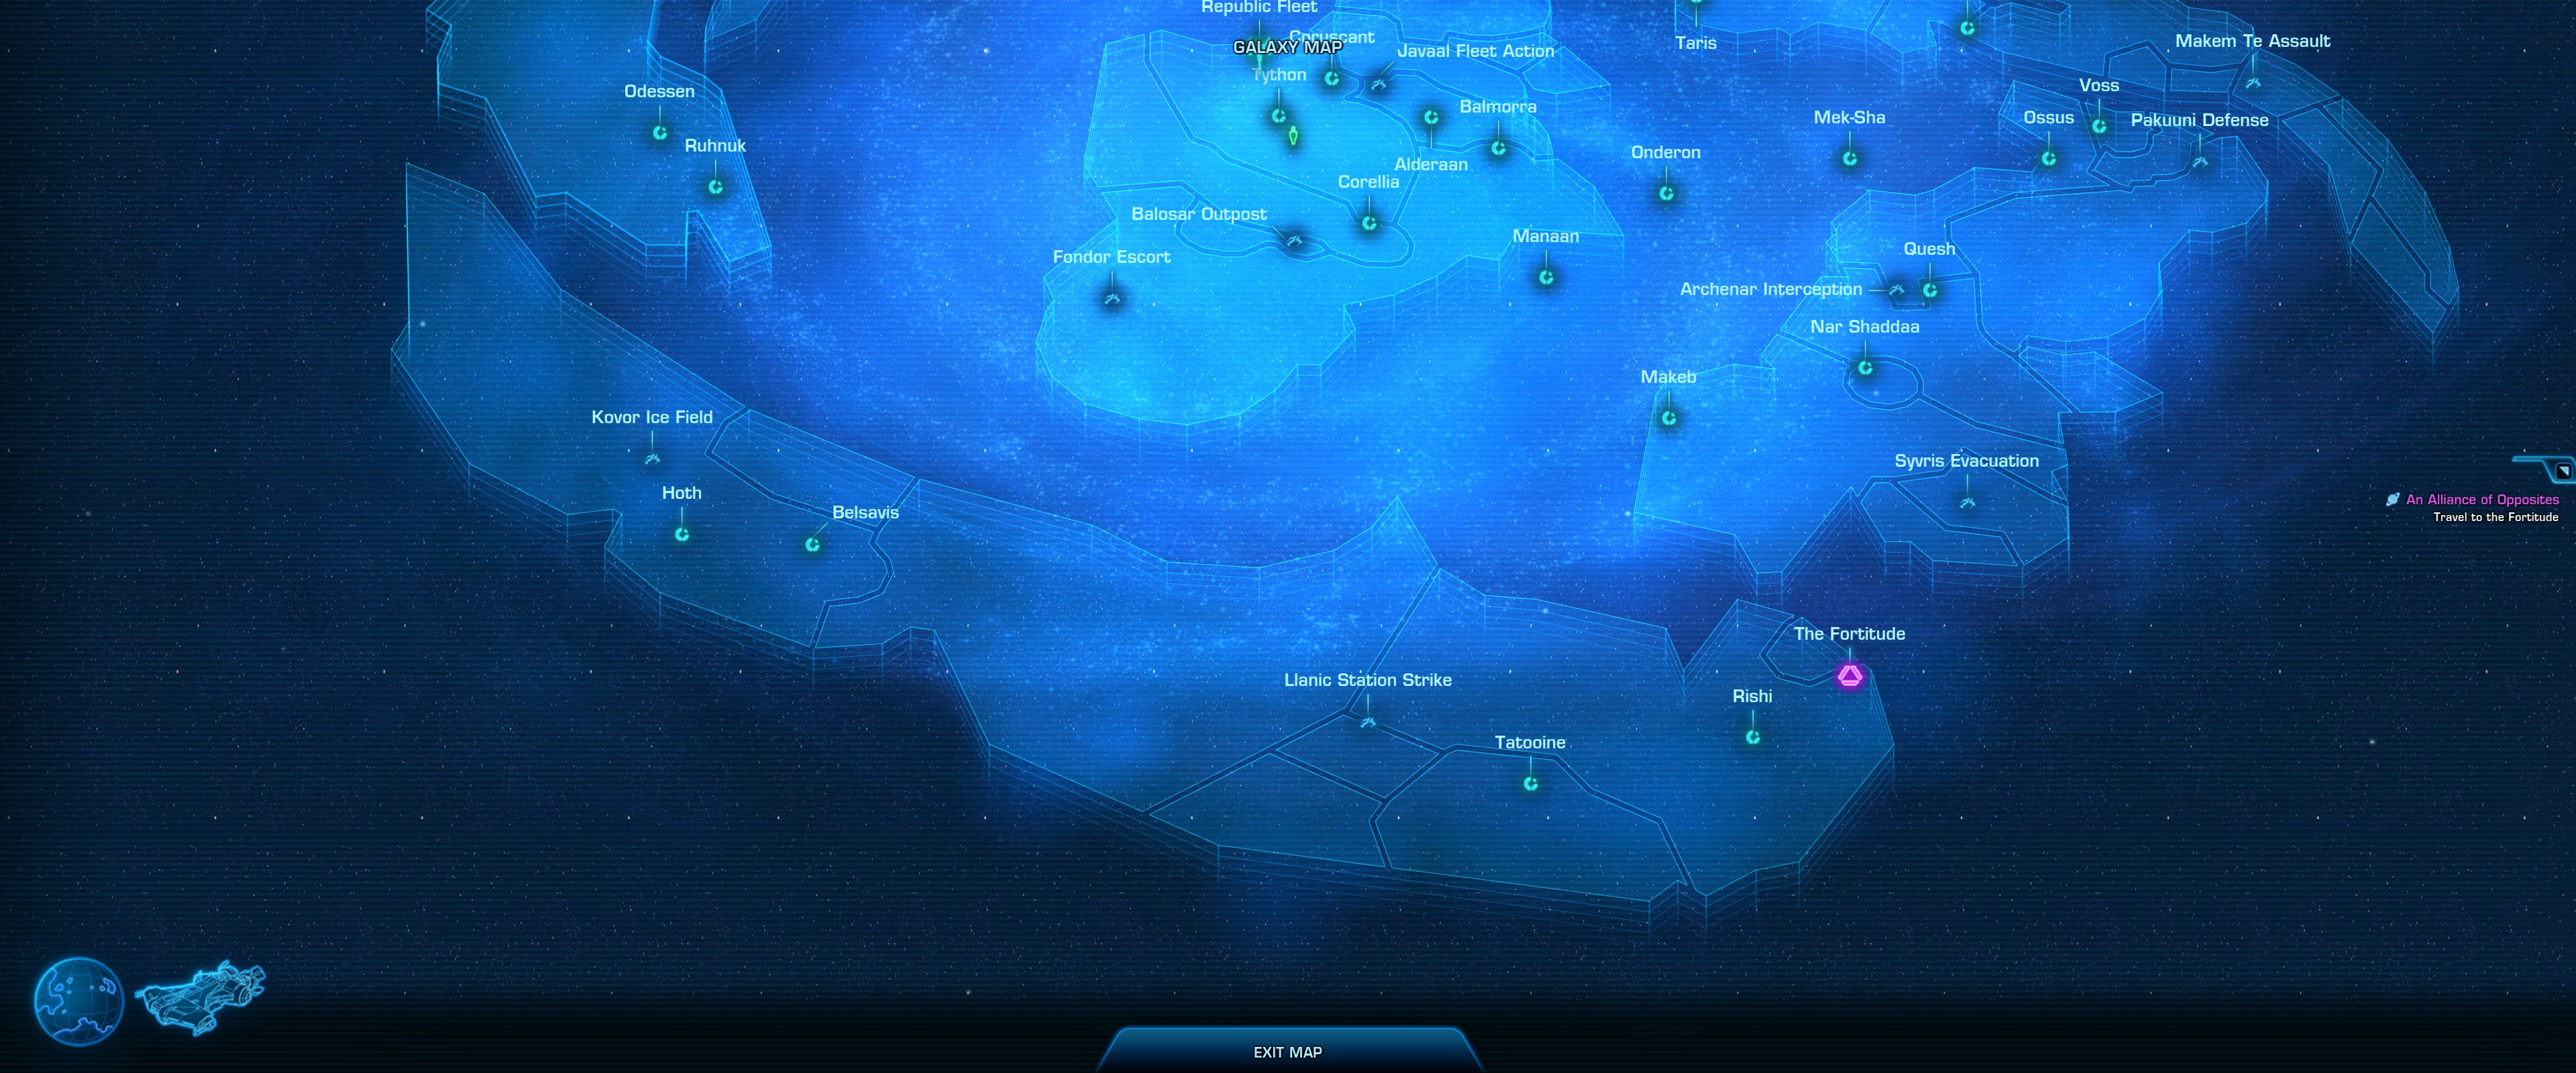 Republic Fleet
Coruscant
GALAXY MAP
Javaal Fleet Action
Taris
Makem Te Assault
Tython
Odessen
Voss
Balmorra
Mek-Sha
Ossus
Pakuuni Defense
Ruhnuk
Onderon
Alderaan
Corellia
Balosar Outpost
Manaan
Quesh
Fondor Escort
Archenar Interception
Nar Shaddaa
Makeb
Kovor Ice Field
Syvris Evacuation
Hoth
An Alliance of Opposites
Travel to the Fortitude
Belsavis
The Fortitude
Llanic Station Strike
Rishi
Tatooine
EXIT MAP